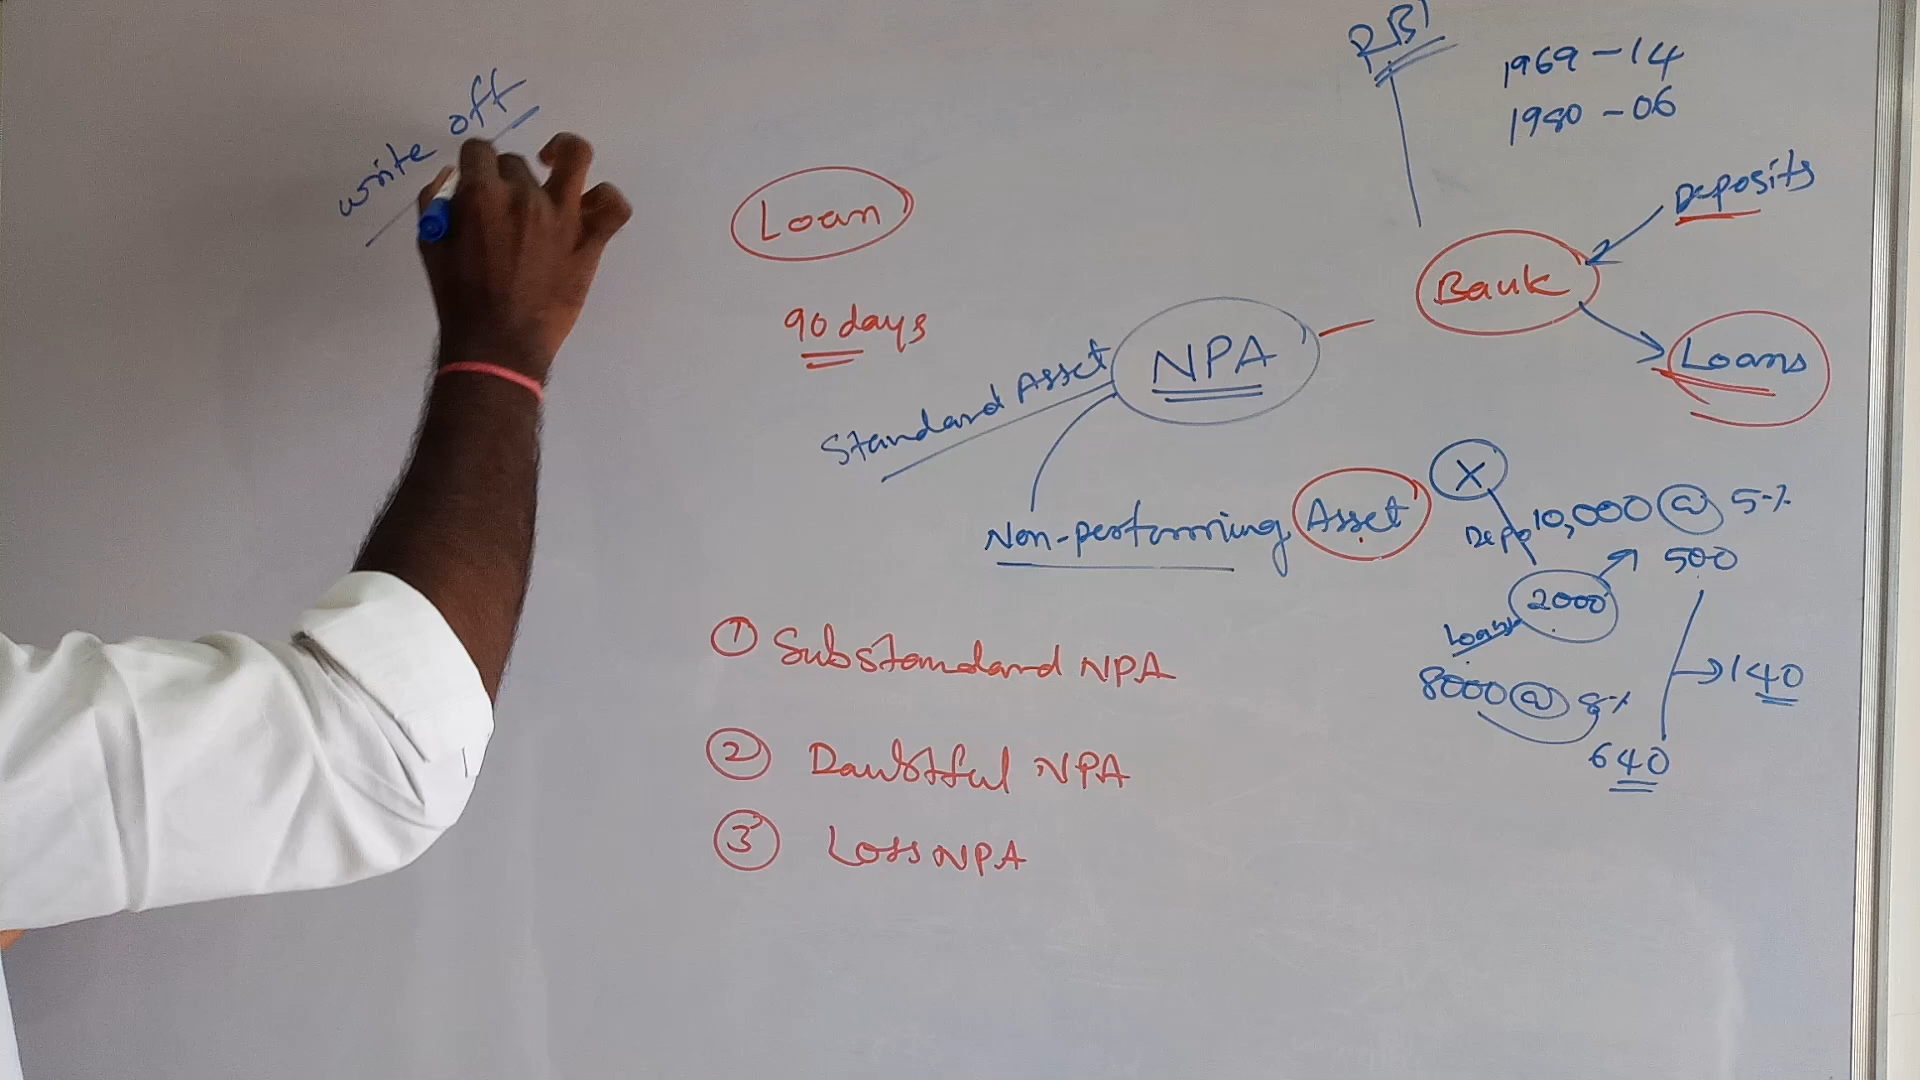 RBI
1969 - 14
1980 - 06
write off
Deposits
Loan
Bank
90 days
NPA
Loans
Standard Asset
Non-performing Asset
X
Depo 10,000 @ 5%
500
2000
Loans
8000 @ 8%
140
640
① Substandard NPA
② Doubtful NPA
③ Loss NPA